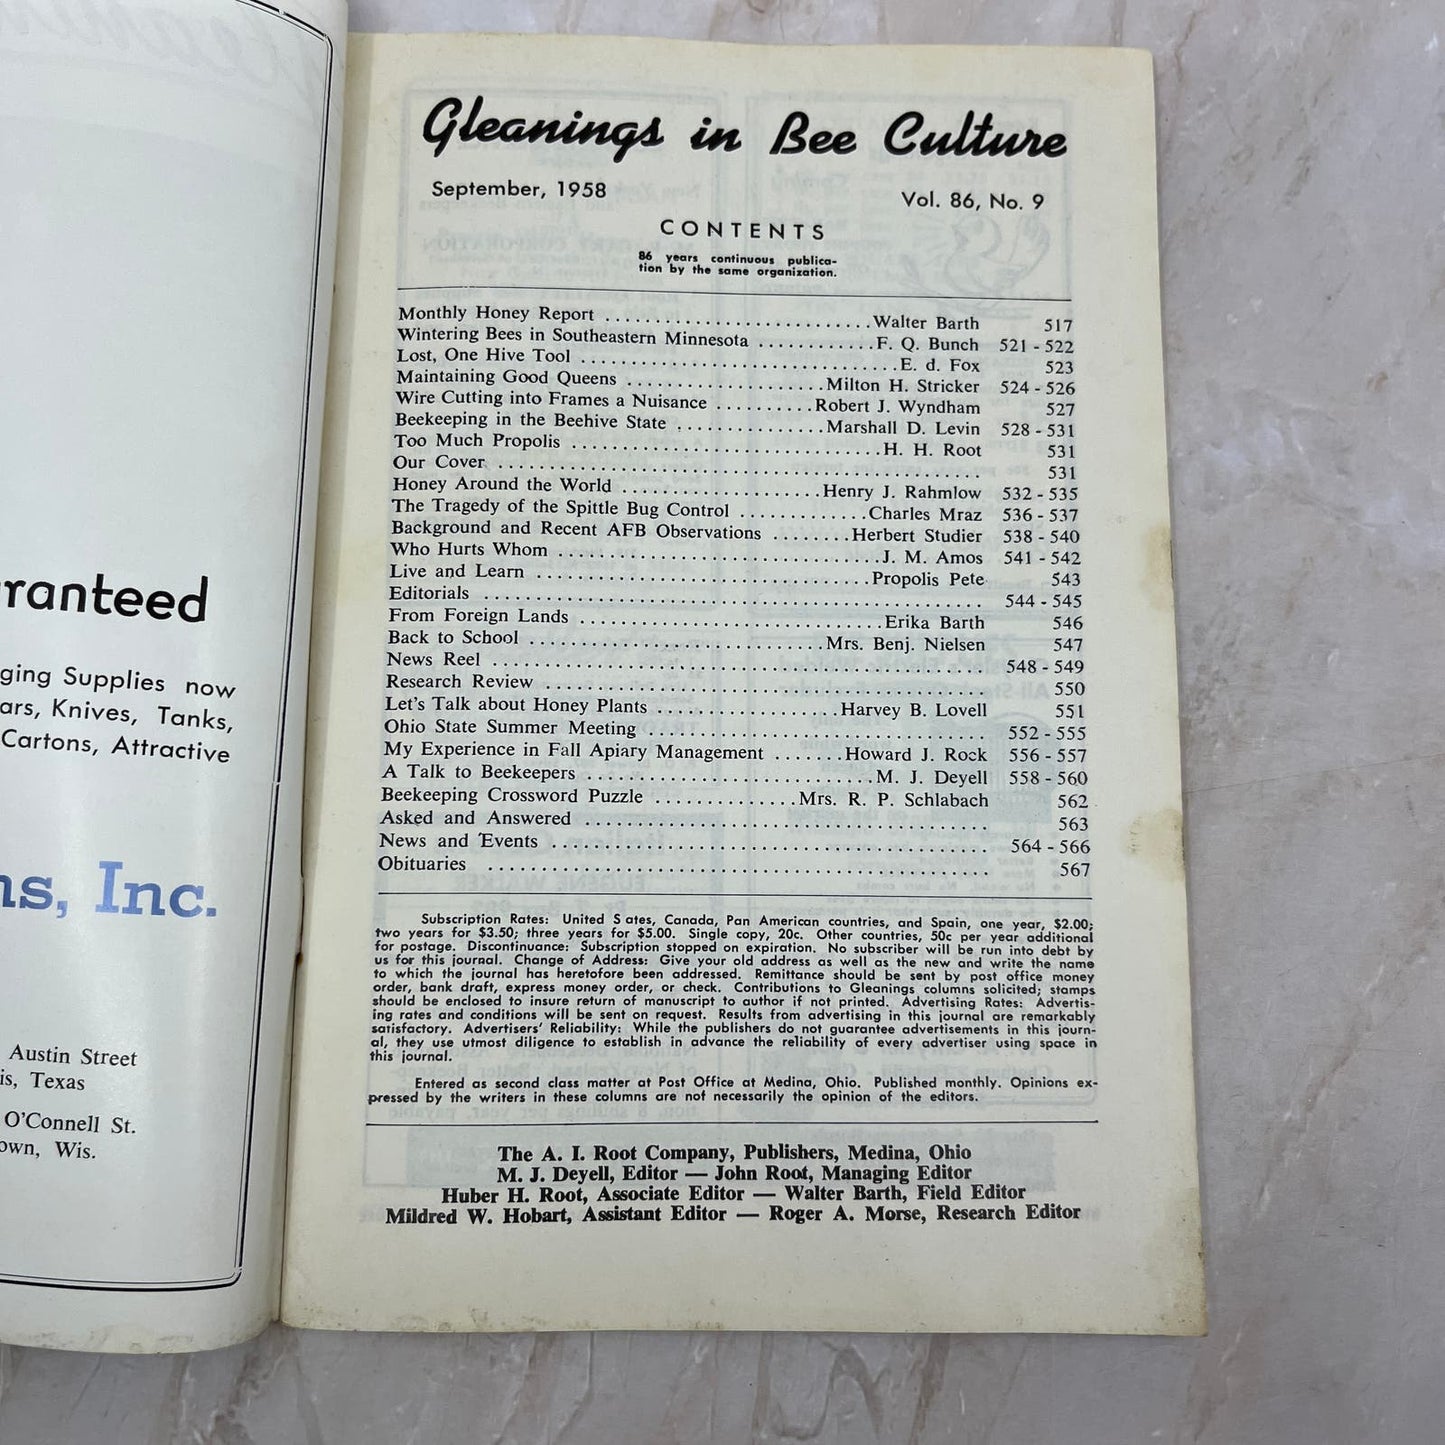 ranteed
ging Supplies now
ars, Knives, Tanks,
Cartons, Attractive
ns, Inc.
Austin Street
is, Texas
O'Connell St.
own, Wis.
Gleanings in Bee Culture
September, 1958 Vol. 86, No. 9
CONTENTS
86 years continuous publica-
tion by the same organization.
Monthly Honey Report ........................... Walter Barth 517
Wintering Bees in Southeastern Minnesota ............ F. Q. Bunch 521 - 522
Lost, One Hive Tool ................................ E. d. Fox 523
Maintaining Good Queens .................... Milton H. Stricker 524 - 526
Wire Cutting into Frames a Nuisance .......... Robert J. Wyndham 527
Beekeeping in the Beehive State ............... Marshall D. Levin 528 - 531
Too Much Propolis ............................... H. H. Root 531
Our Cover ................................................. 531
Honey Around the World .................... Henry J. Rahmlow 532 - 535
The Tragedy of the Spittle Bug Control ............. Charles Mraz 536 - 537
Background and Recent AFB Observations ........ Herbert Studier 538 - 540
Who Hurts Whom ................................. J. M. Amos 541 - 542
Live and Learn .................................. Propolis Pete 543
Editorials .................................................... 544 - 545
From Foreign Lands ............................... Erika Barth 546
Back to School .............................. Mrs. Benj. Nielsen 547
News Reel .................................................. 548 - 549
Research Review ............................................. 550
Let's Talk about Honey Plants .................. Harvey B. Lovell 551
Ohio State Summer Meeting .................................. 552 - 555
My Experience in Fall Apiary Management ....... Howard J. Rock 556 - 557
A Talk to Beekeepers ............................. M. J. Deyell 558 - 560
Beekeeping Crossword Puzzle .............. Mrs. R. P. Schlabach 562
Asked and Answered ......................................... 563
News and Events ............................................. 564 - 566
Obituaries ................................................... 567
Subscription Rates: United S ates, Canada, Pan American countries, and Spain, one year, $2.00;
two years for $3.50; three years for $5.00. Single copy, 20c. Other countries, 50c per year additional
for postage. Discontinuance: Subscription stopped on expiration. No subscriber will be run into debt by
us for this journal. Change of Address: Give your old address as well as the new and write the name
to which the journal has heretofore been addressed. Remittance should be sent by post office money
order, bank draft, express money order, or check. Contributions to Gleanings columns solicited; stamps
should be enclosed to insure return of manuscript to author if not printed. Advertising Rates: Advertis-
ing rates and conditions will be sent on request. Results from advertising in this journal are remarkably
satisfactory. Advertisers' Reliability: While the publishers do not guarantee advertisements in this journ-
al, they use utmost diligence to establish in advance the reliability of every advertiser using space in
this journal.
Entered as second class matter at Post Office at Medina, Ohio. Published monthly. Opinions ex-
pressed by the writers in these columns are not necessarily the opinion of the editors.
The A. I. Root Company, Publishers, Medina, Ohio
M. J. Deyell, Editor — John Root, Managing Editor
Huber H. Root, Associate Editor — Walter Barth, Field Editor
Mildred W. Hobart, Assistant Editor — Roger A. Morse, Research Editor